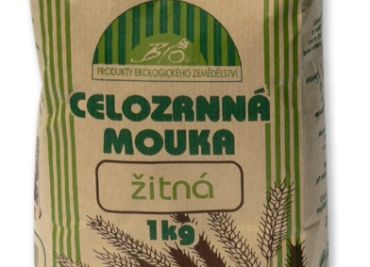 BIO
PRODUKTY EKOLOGICKÉHO ZEMĚDĚLSTVÍ
CELOZRNNÁ
MOUKA
žitná
1kg